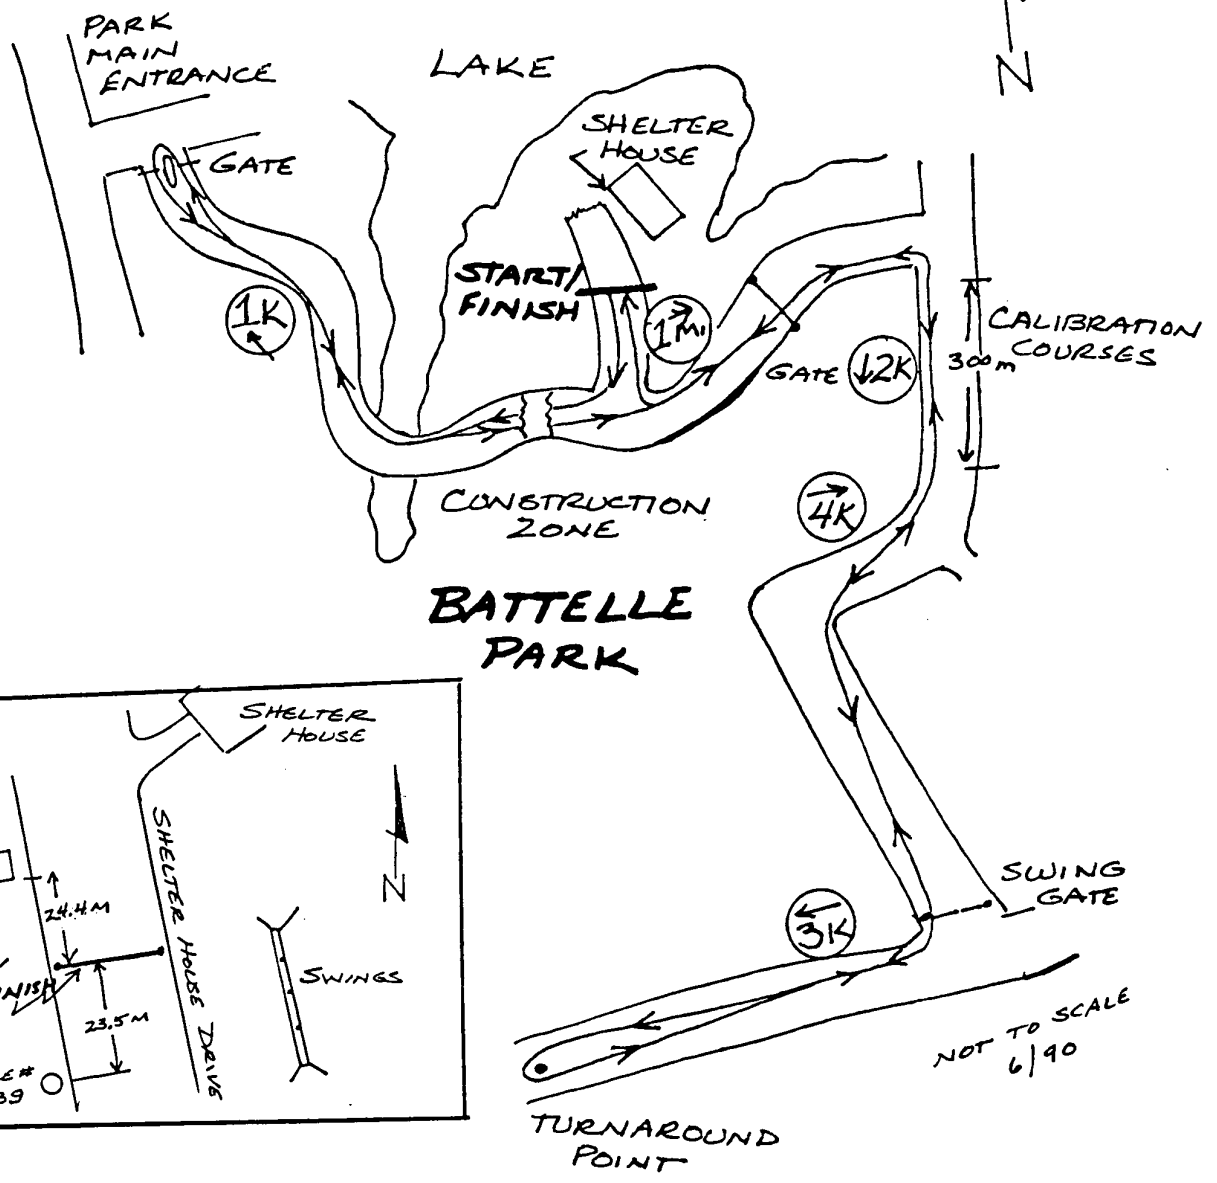 PARK
MAIN
ENTRANCE
LAKE
N
SHELTER
HOUSE
GATE
START/
FINISH
1K
1 MI
CALIBRATION
COURSES
300m
GATE
2K
4K
CONSTRUCTION
ZONE
BATTELLE
PARK
SHELTER
HOUSE
N
SHELTER HOUSE DRIVE
24.4M
SWINGS
23.5M
SWING
GATE
3K
NOT TO SCALE
6/90
TURNAROUND
POINT